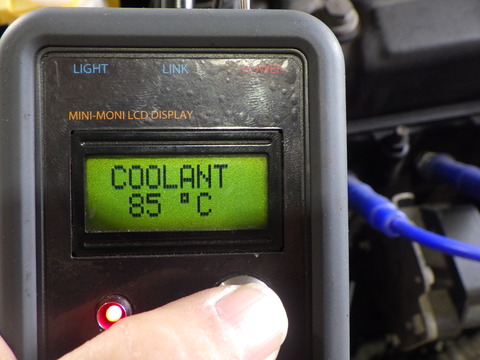 LIGHT LINK POWER
MINI-MONI LCD DISPLAY
COOLANT
85 °C